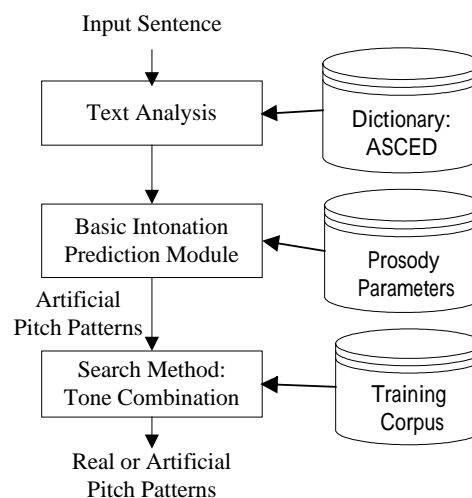 Input Sentence
Text Analysis
Dictionary:
ASCED
Basic Intonation
Prediction Module
Prosody
Parameters
Artificial
Pitch Patterns
Search Method:
Tone Combination
Training
Corpus
Real or Artificial
Pitch Patterns